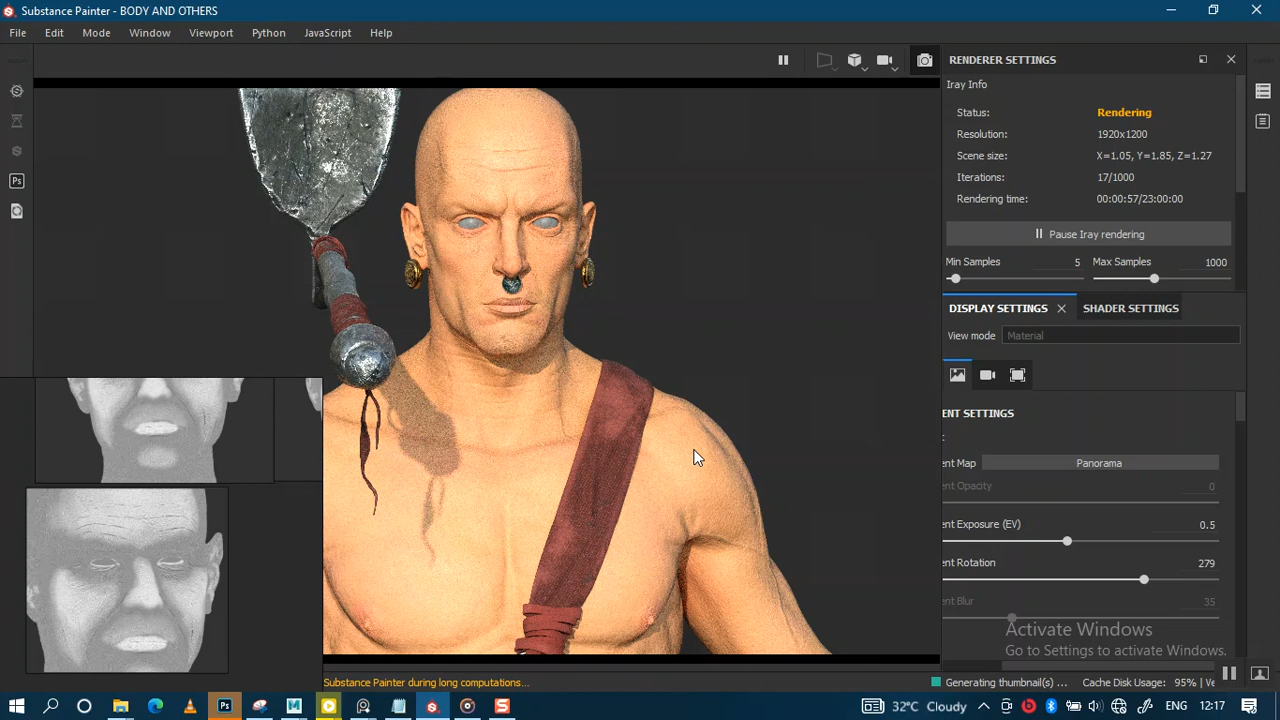 Substance Painter - BODY AND OTHERS
File Edit Mode Window Viewport Python JavaScript Help
RENDERER SETTINGS
Iray Info
Status: Rendering
Resolution: 1920x1200
Scene size: X=1.05, Y=1.85, Z=1.27
Iterations: 17/1000
Rendering time: 00:00:57/23:00:00
Pause Iray rendering
Min Samples 5 Max Samples 1000
DISPLAY SETTINGS SHADER SETTINGS
View mode Material
Ps
ENT SETTINGS
ent Map Panorama
ent Opacity 0
ent Exposure (EV) 0.5
ent Rotation 279
ent Blur 35
Activate Windows
Go to Settings to activate Windows.
Substance Painter during long computations... Generating thumbnail(s) ... Cache Disk Usage: 95% | Ve
Ps M S 32°C Cloudy ENG 12:17